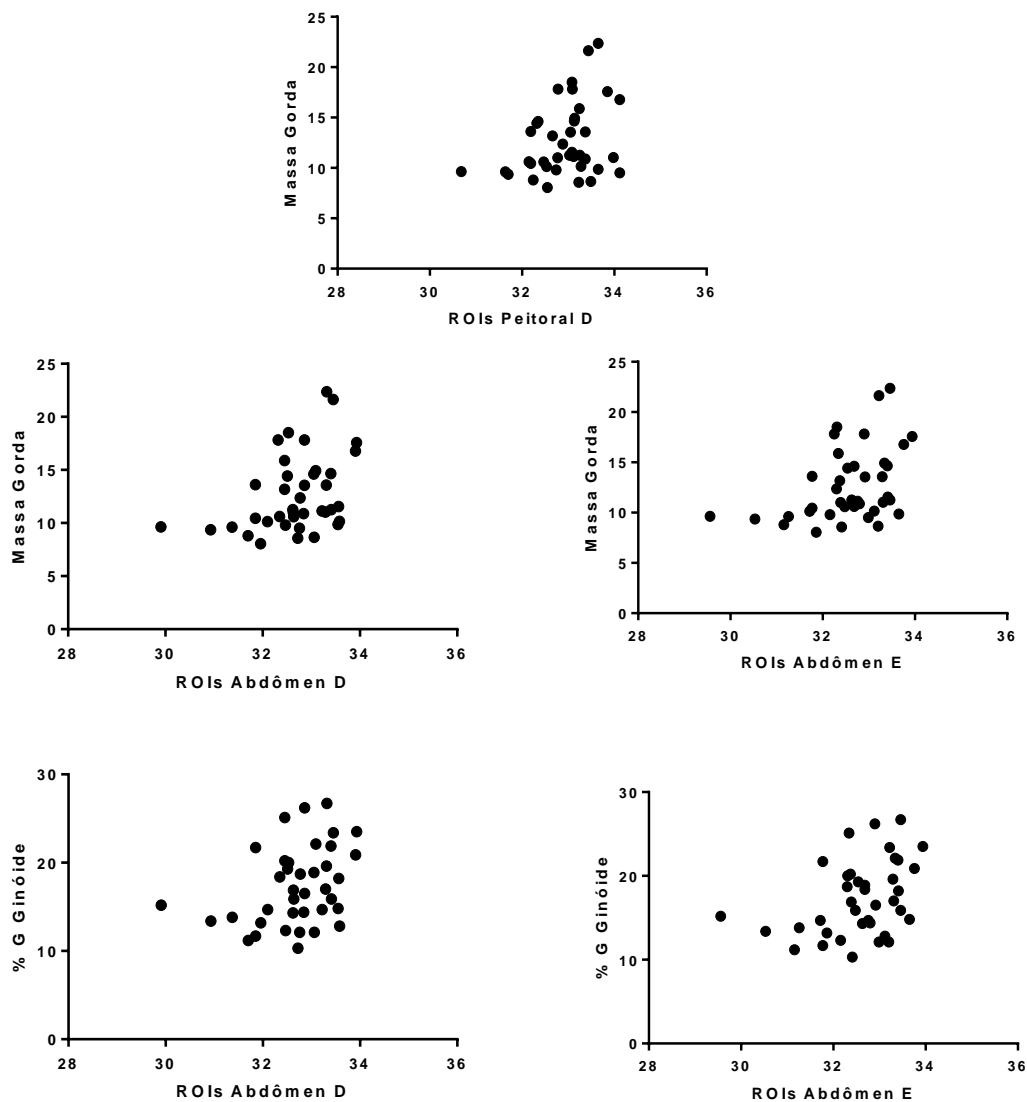 25
20
15
10
5
0
Massa Gorda
28 30 32 34 36
ROIs Peitoral D
25
20
15
10
5
0
Massa Gorda
28 30 32 34 36
ROIs Abdômen D
25
20
15
10
5
0
Massa Gorda
28 30 32 34 36
ROIs Abdômen E
30
20
10
0
% G Ginóide
28 30 32 34 36
ROIs Abdômen D
30
20
10
0
% G Ginóide
28 30 32 34 36
ROIs Abdômen E